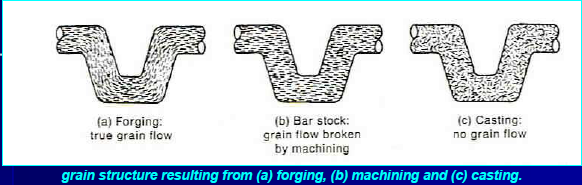 (a) Forging:
true grain flow
(b) Bar stock:
grain flow broken
by machining
(c) Casting:
no grain flow
grain structure resulting from (a) forging, (b) machining and (c) casting.